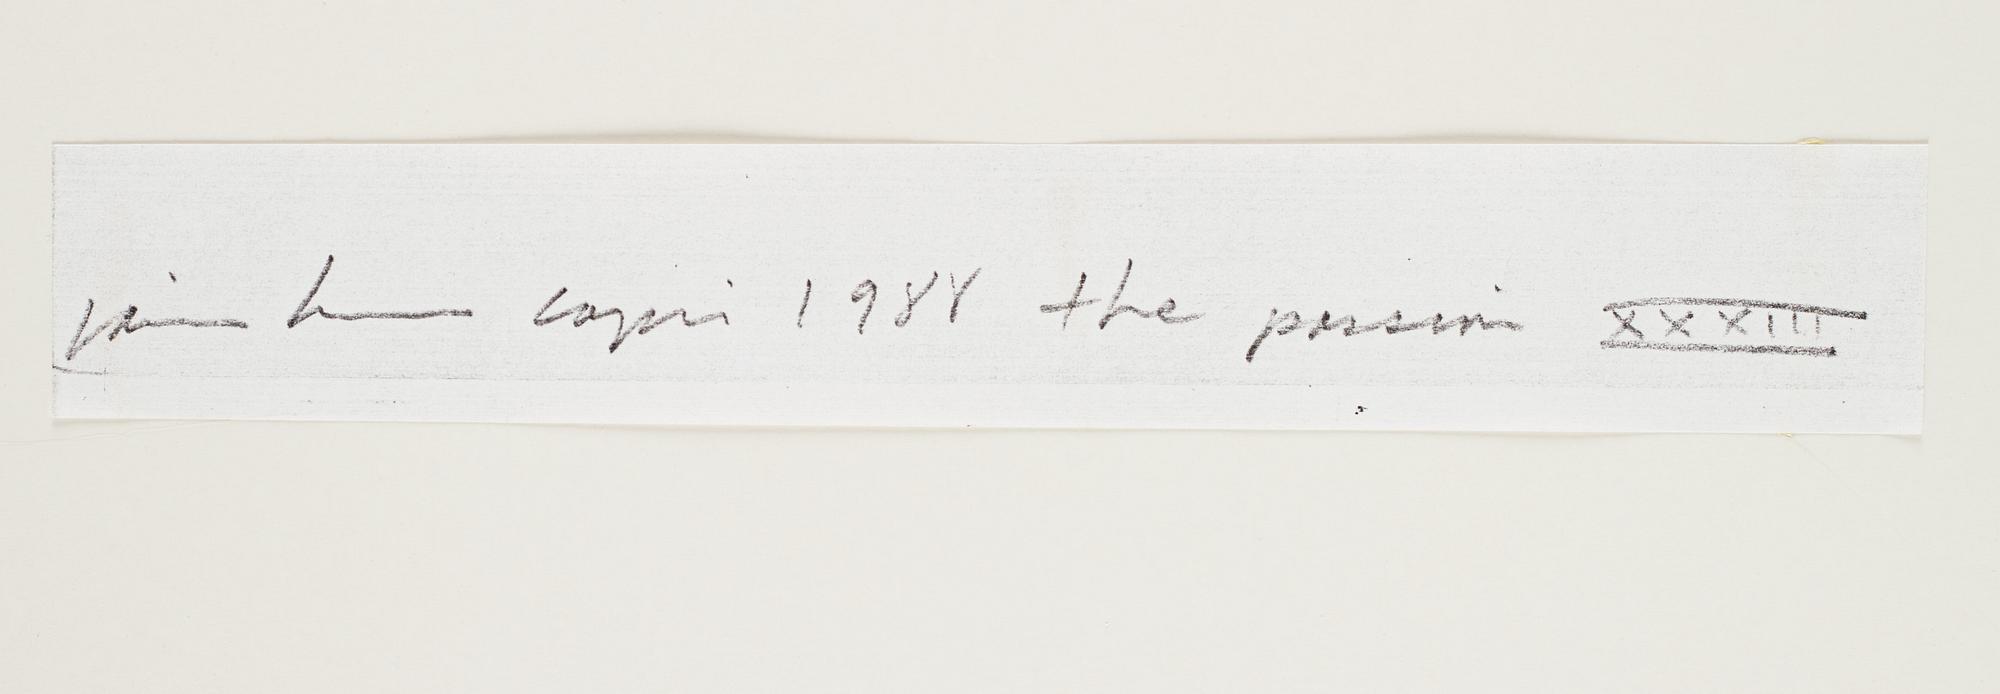 capri 1988 the passion XXXIII